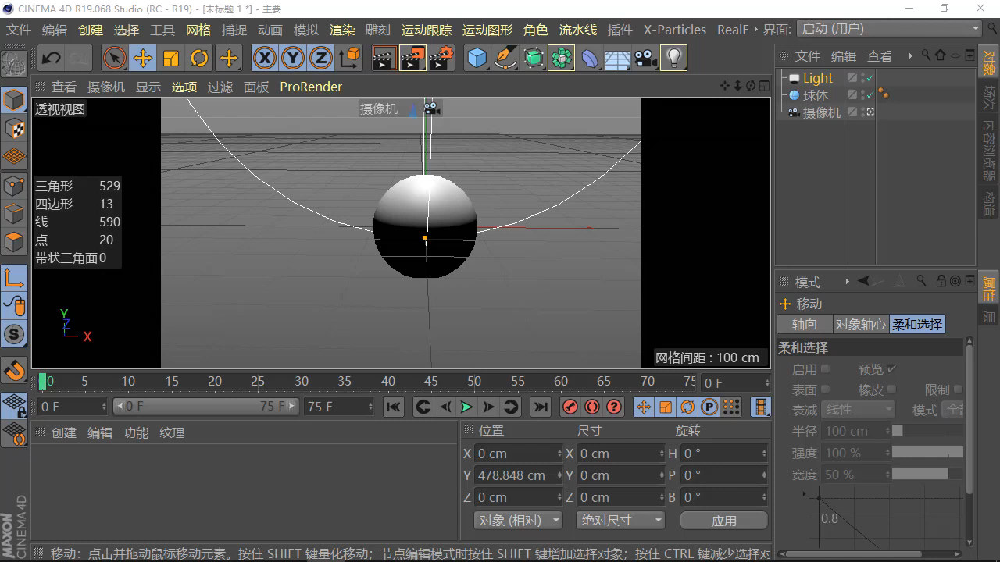 CINEMA 4D R19.068 Studio (RC - R19) - [未标题 1 *] - 主要
文件 编辑 创建 选择 工具 网格 捕捉 动画 模拟 渲染 雕刻 运动跟踪 运动图形 角色 流水线 插件 X-Particles RealF 界面: 启动 (用户)
X Y Z
文件 编辑 查看
查看 摄像机 显示 选项 过滤 面板 ProRender
Light
球体
摄像机
对象
场次
内容浏览器
构造
透视视图
摄像机
三角形 529
四边形 13
线 590
点 20
带状三角面 0
Y
Z
X
网格间距 : 100 cm
S
模式
移动
轴向 对象轴心 柔和选择
柔和选择
启用 预览
表面 橡皮 限制
衰减 线性 模式
半径 100 cm
强度 100 %
宽度 50 %
0.8
属性
层
0 5 10 15 20 25 30 35 40 45 50 55 60 65 70 75 0 F
0 F 0 F 75 F 75 F P
创建 编辑 功能 纹理
位置 尺寸 旋转
X 0 cm X 0 cm H 0 °
Y 478.848 cm Y 0 cm P 0 °
Z 0 cm Z 0 cm B 0 °
对象 (相对) 绝对尺寸 应用
MAXON CINEMA 4D
移动：点击并拖动鼠标移动元素。按住 SHIFT 键量化移动；节点编辑模式时按住 SHIFT 键增加选择对象；按住 CTRL 键减少选择对